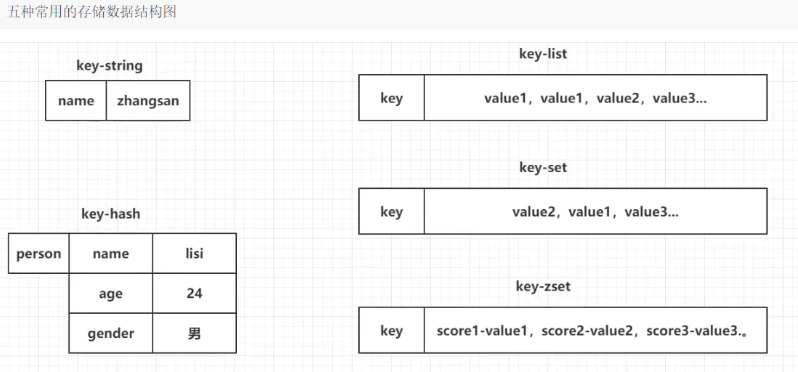 五种常用的存储数据结构图
key-string
name zhangsan
key-hash
person name lisi
age 24
gender 男
key-list
key value1，value1，value2，value3...
key-set
key value2，value1，value3...
key-zset
key score1-value1，score2-value2，score3-value3.。